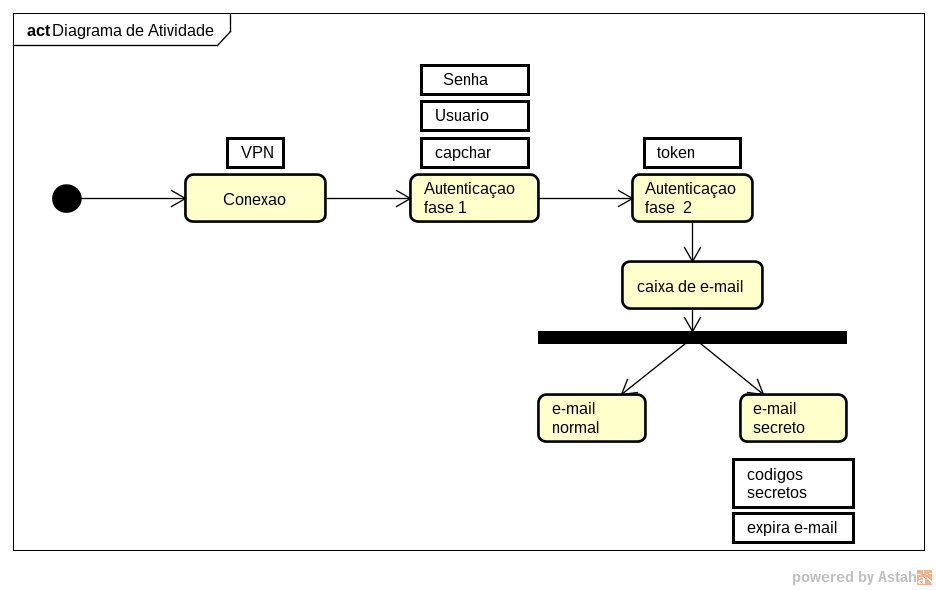 act Diagrama de Atividade
Senha
Usuario
capchar
VPN
token
Conexao
Autenticaçao
fase 1
Autenticaçao
fase 2
caixa de e-mail
e-mail
normal
e-mail
secreto
codigos
secretos
expira e-mail
powered by Astah